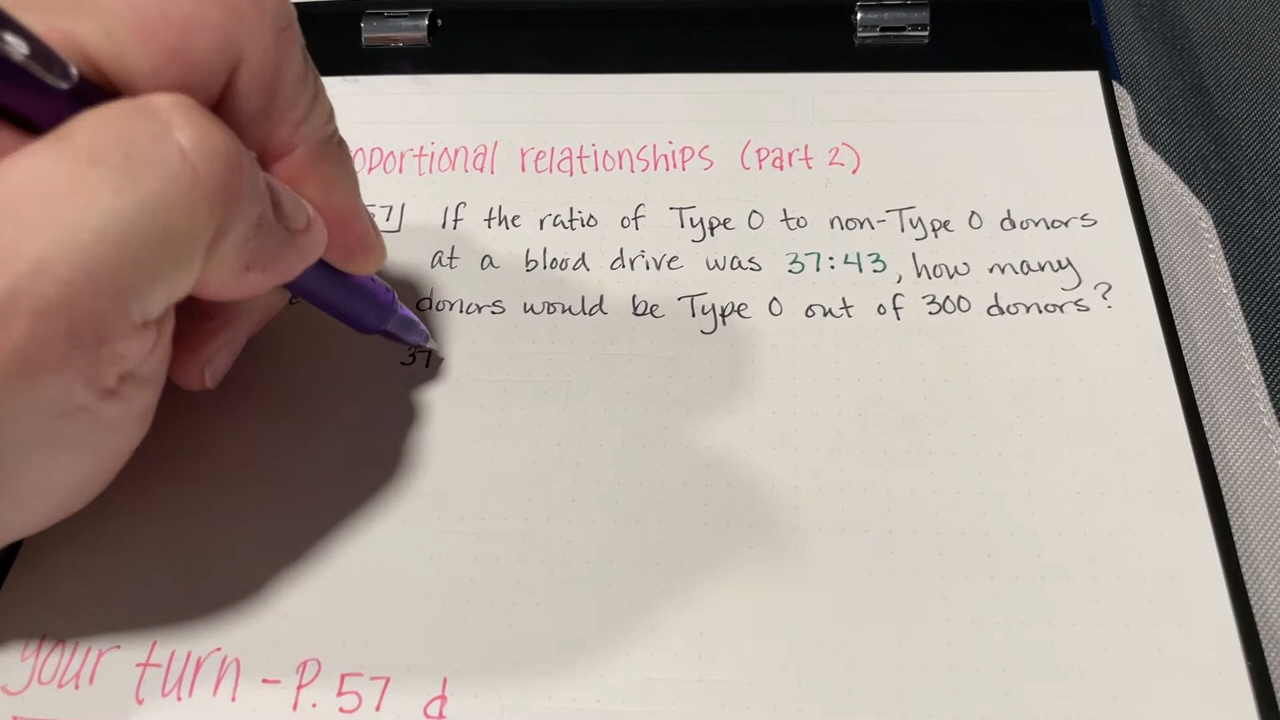 oportional relationships (part 2)
57] If the ratio of Type O to non-Type O donors
at a blood drive was 37:43, how many
donors would be Type O out of 300 donors?
37
your turn - P. 57 d